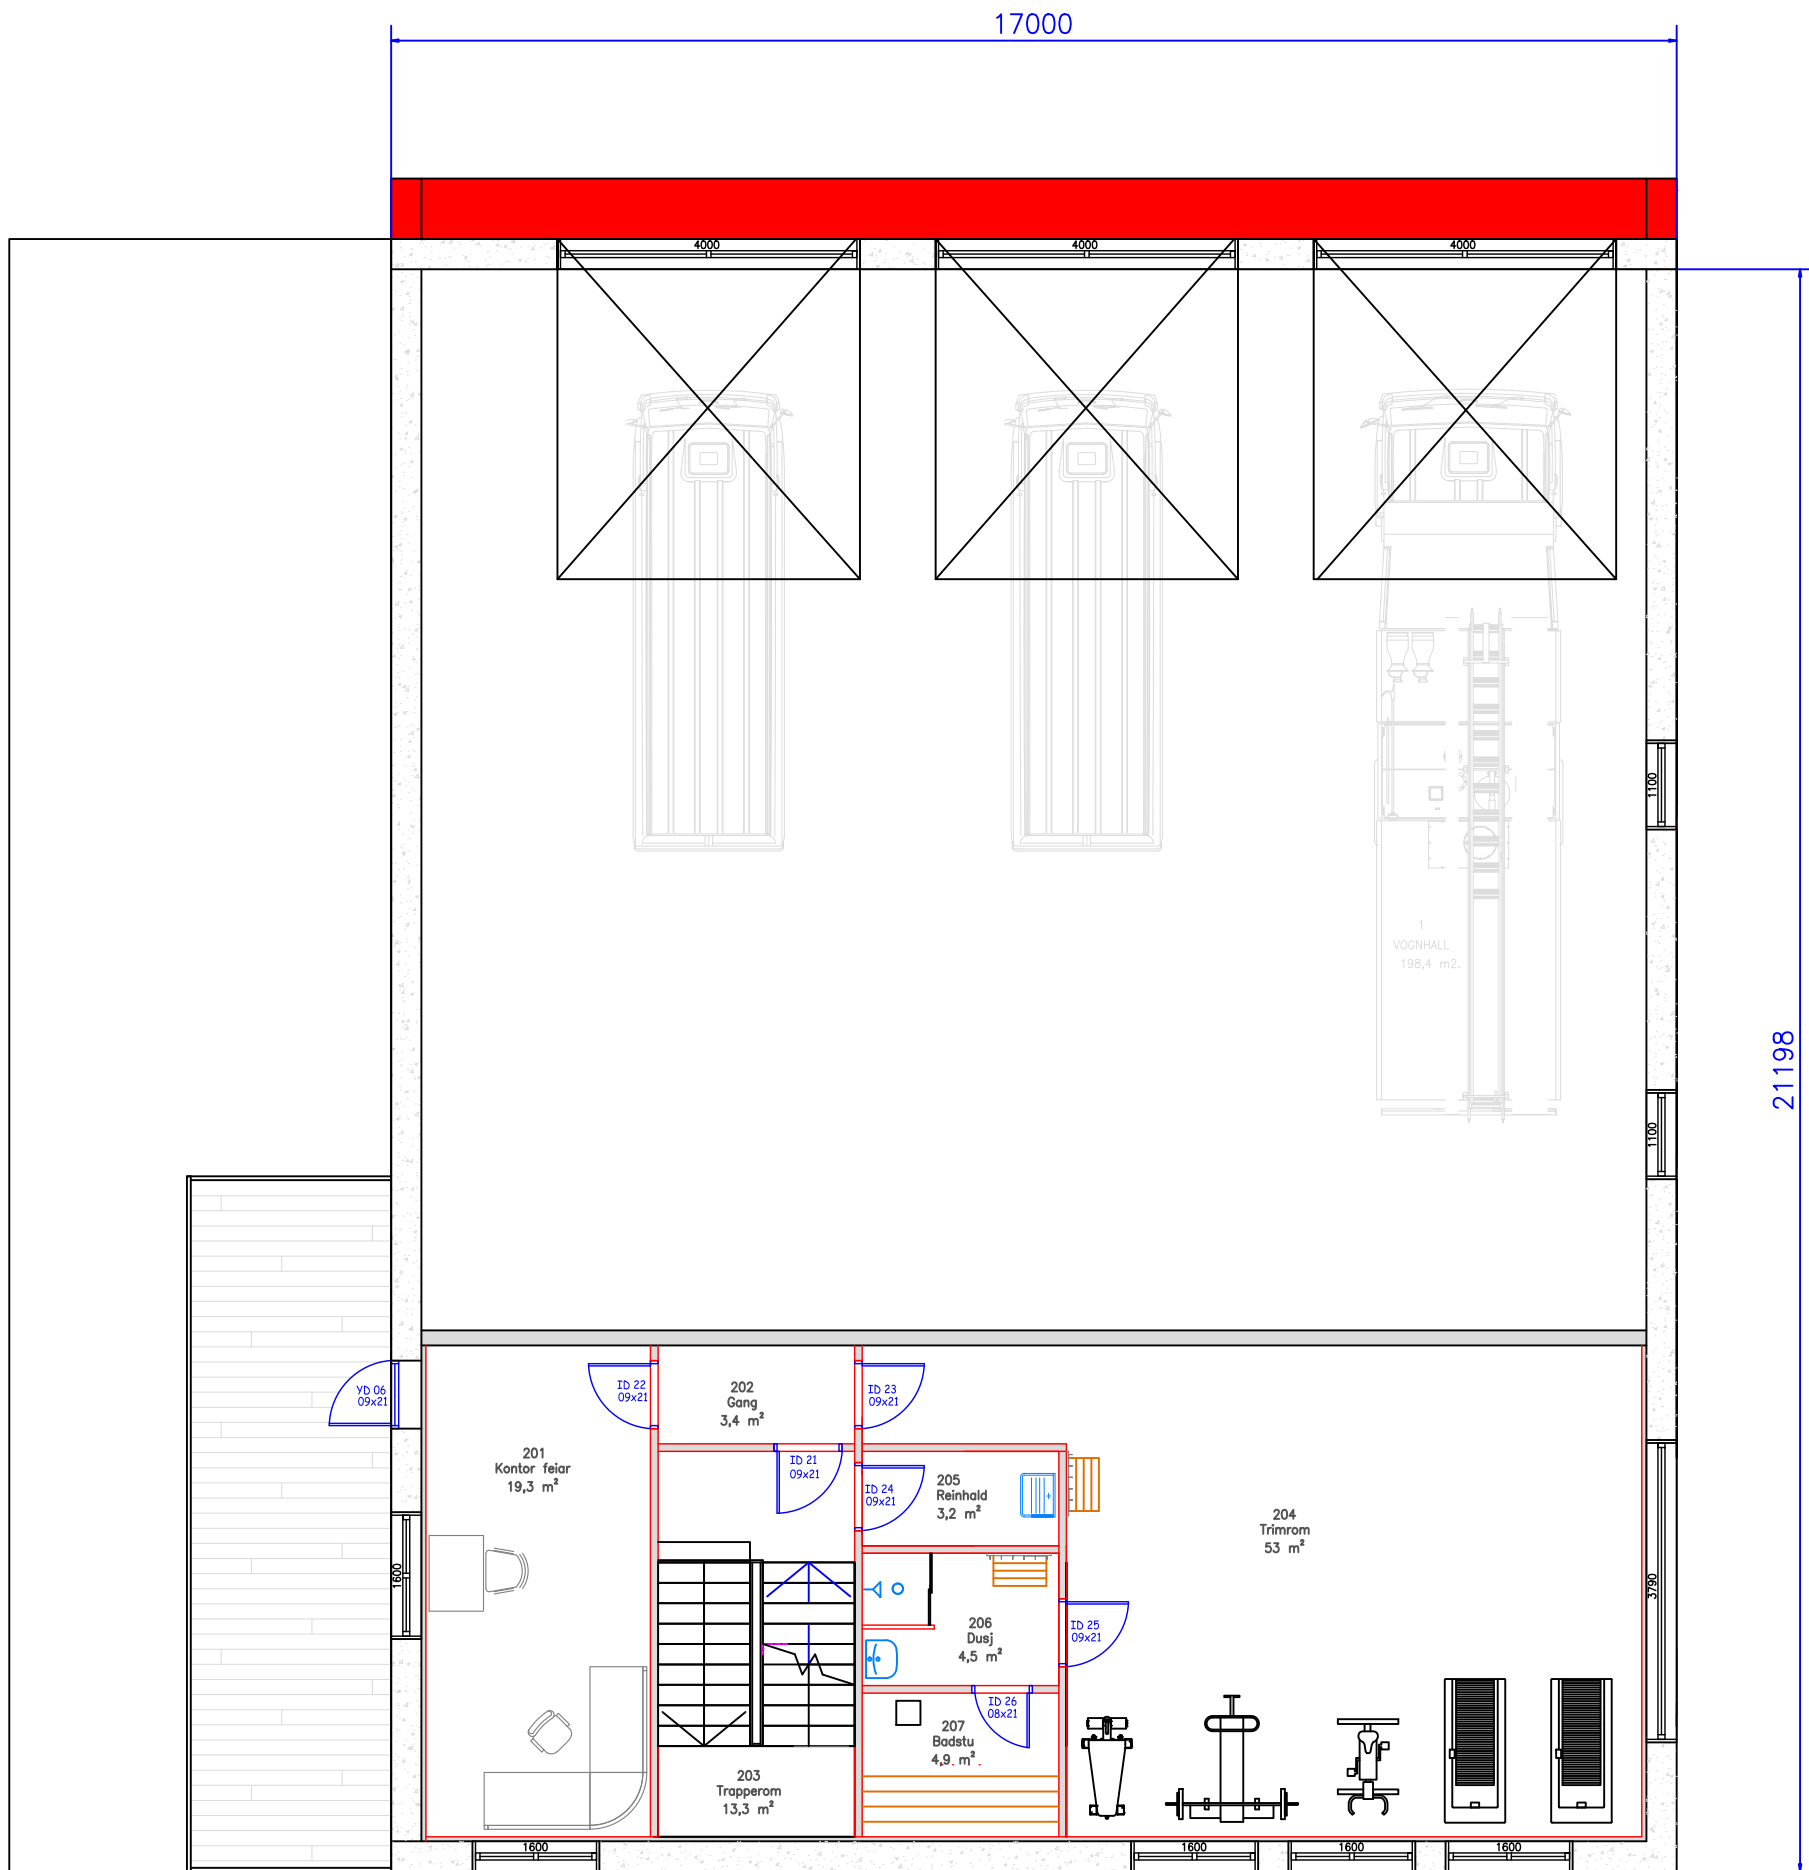 17000
4000
4000
4000
1100
1
VOGNHALL
198,4 m2.
21198
1100
YD 06
09x21
ID 22
09x21
202
Gang
3,4 m²
ID 23
09x21
201
Kontor feiar
19,3 m²
ID 21
09x21
ID 24
09x21
205
Reinhald
3,2 m²
204
Trimrom
53 m²
1600
3790
206
Dusj
4,5 m²
ID 25
09x21
ID 26
08x21
207
Badstu
4,9 m²
203
Trapperom
13,3 m²
1600
1600
1600
1600